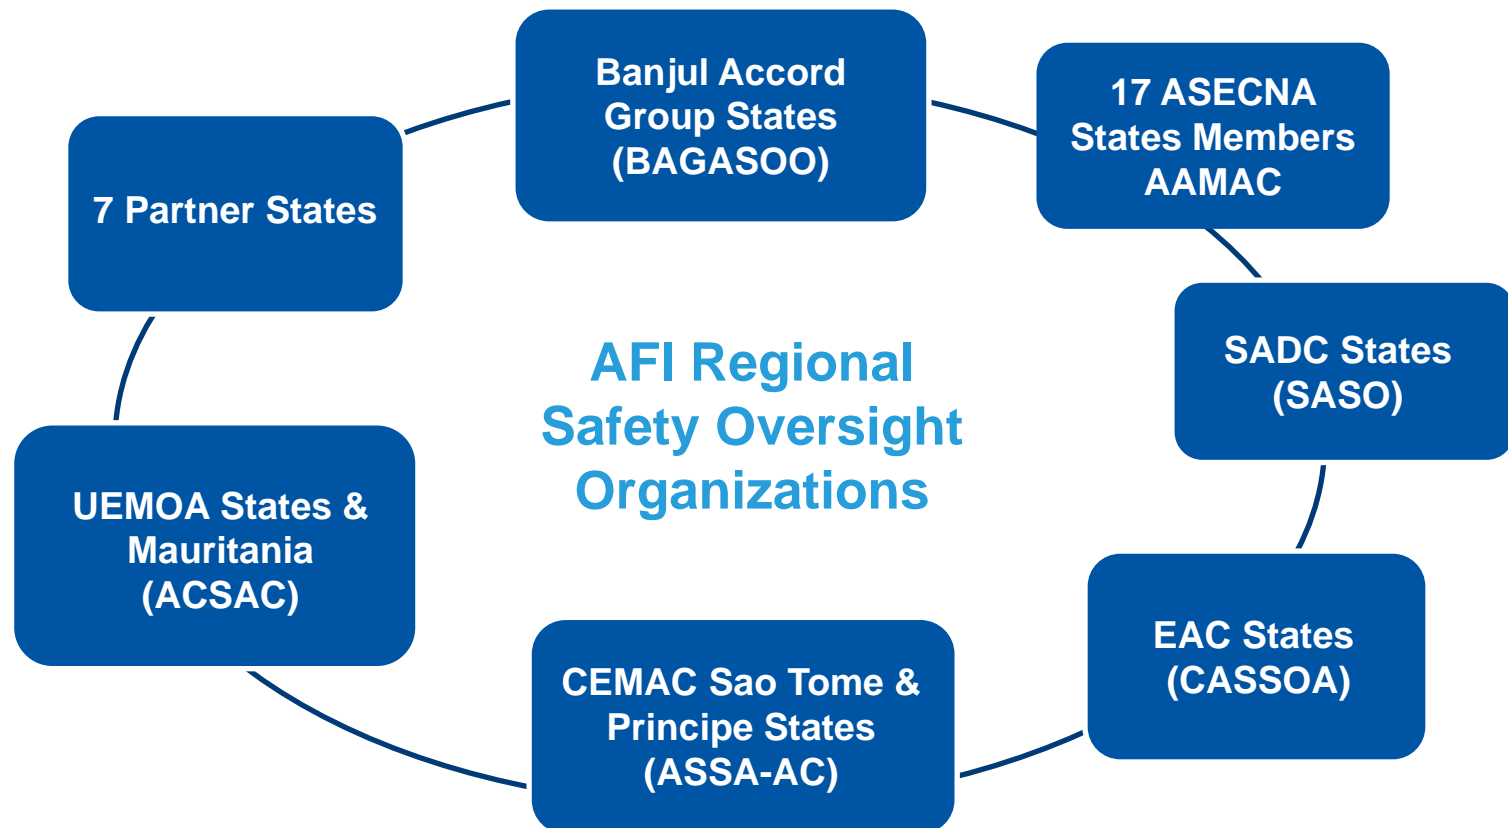 Banjul Accord
Group States
(BAGASOO)
17 ASECNA
States Members
AAMAC
7 Partner States
SADC States
(SASO)
AFI Regional
Safety Oversight
Organizations
UEMOA States &
Mauritania
(ACSAC)
EAC States
(CASSOA)
CEMAC Sao Tome &
Principe States
(ASSA-AC)